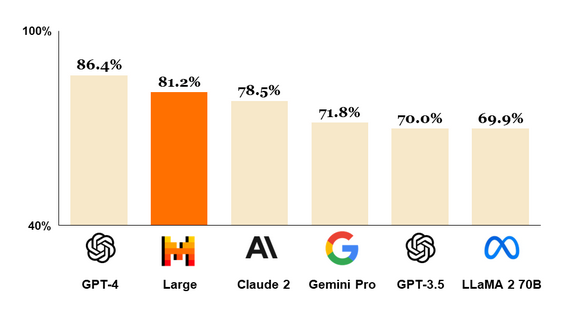 100%
86.4%
81.2%
78.5%
71.8%
70.0%
69.9%
40%
GPT-4
Large
Claude 2
Gemini Pro
GPT-3.5
LLaMA 2 70B